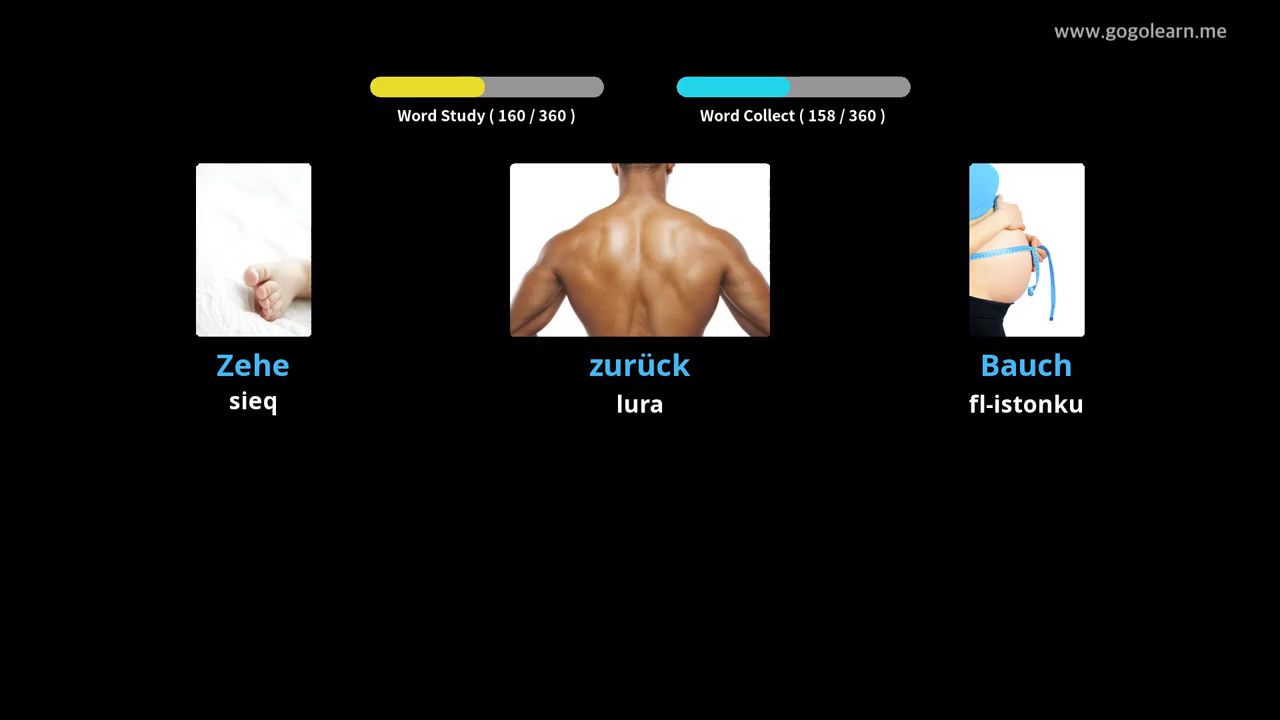 www.gogolearn.me
Word Study ( 160 / 360 )
Word Collect ( 158 / 360 )
Zehe
sieq
zurück
lura
Bauch
fl-istonku